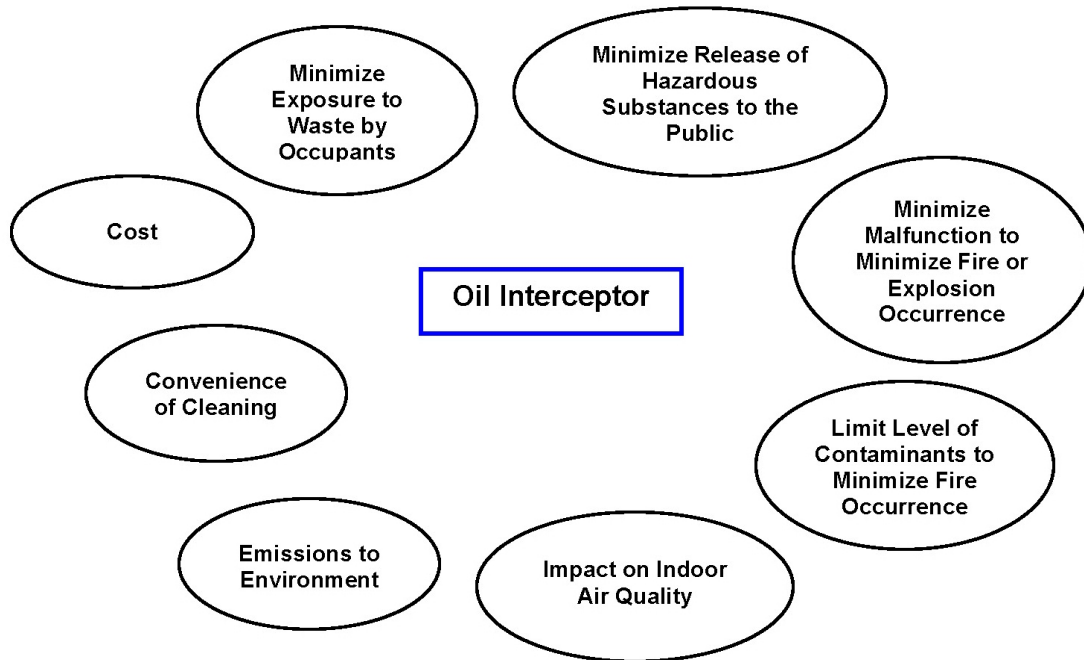 Minimize
Exposure to
Waste by
Occupants
Minimize Release of
Hazardous
Substances to the
Public
Cost
Minimize
Malfunction to
Minimize Fire or
Explosion
Occurrence
Oil Interceptor
Convenience
of Cleaning
Limit Level of
Contaminants to
Minimize Fire
Occurrence
Emissions to
Environment
Impact on Indoor
Air Quality